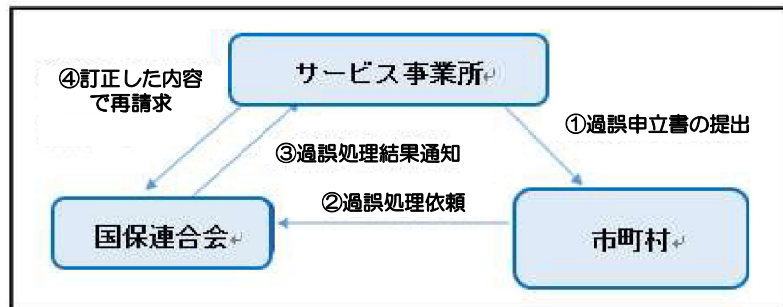 サービス事業所
④訂正した内容
で再請求
①過誤申立書の提出
③過誤処理結果通知
②過誤処理依頼
国保連合会
市町村